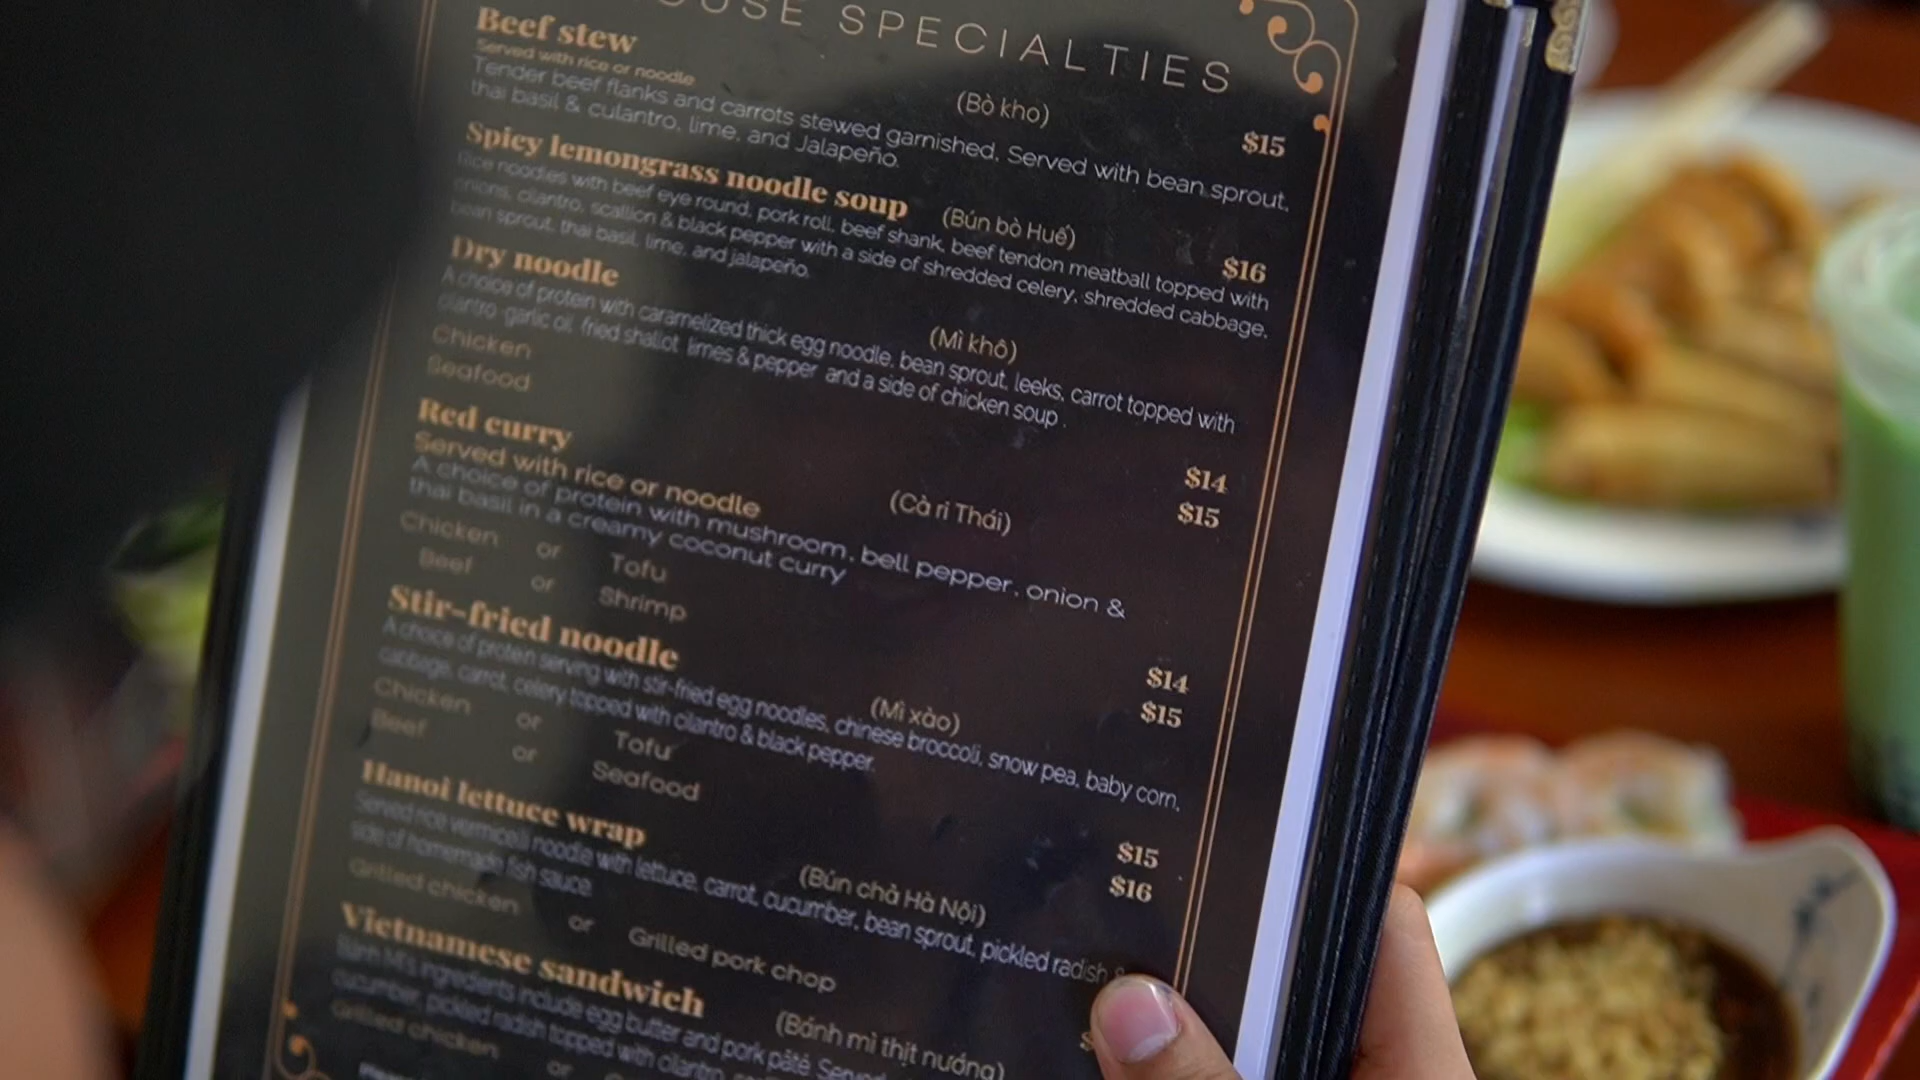 OUSE SPECIALTIES
Beef stew (Bò kho) $15
Served with rice or noodle
Tender beef flanks and carrots stewed garnished, Served with bean sprout,
thai basil & culantro, lime, and Jalapeño.
Spicy lemongrass noodle soup (Bún bò Huế) $16
Rice noodles with beef eye round, pork roll, beef shank, beef tendon meatball topped with
onions, cilantro, scallion & black pepper with a side of shredded celery, shredded cabbage,
bean sprout, thai basil, lime, and jalapeño.
Dry noodle (Mì khô)
A choice of protein with caramelized thick egg noodle, bean sprout, leeks, carrot topped with
cilantro garlic oil, fried shallot limes & pepper and a side of chicken soup .
Chicken $14
Seafood $15
Red curry (Cà ri Thái)
Served with rice or noodle
A choice of protein with mushroom, bell pepper, onion &
thai basil in a creamy coconut curry
Chicken or Tofu $14
Beef or Shrimp $15
Stir-fried noodle (Mì xào)
A choice of protein serving with stir-fried egg noodles, chinese broccoli, snow pea, baby corn,
cabbage, carrot, celery topped with cilantro & black pepper.
Chicken or Tofu $15
Beef or Seafood $16
Hanoi lettuce wrap (Bún chả Hà Nội)
Served rice vermicelli noodle with lettuce, carrot, cucumber, bean sprout, pickled radish &
side of homemade fish sauce
Grilled chicken or Grilled pork chop $
Vietnamese sandwich (Bánh mì thịt nướng)
Bánh Mì's ingredients include egg butter and pork pâté. Served
cucumber, pickled radish topped with cilantro,
Grilled chicken or